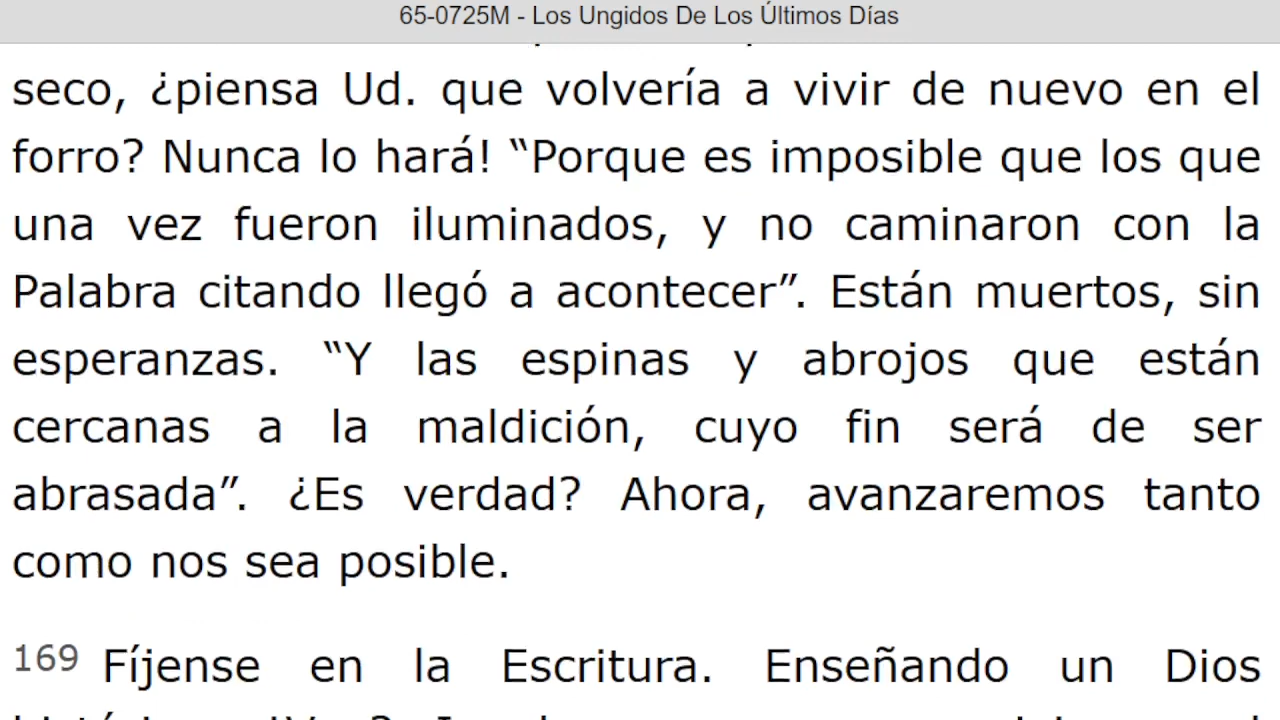 65-0725M - Los Ungidos De Los Últimos Días
seco, ¿piensa Ud. que volvería a vivir de nuevo en el
forro? Nunca lo hará! “Porque es imposible que los que
una vez fueron iluminados, y no caminaron con la
Palabra citando llegó a acontecer”. Están muertos, sin
esperanzas. “Y las espinas y abrojos que están
cercanas a la maldición, cuyo fin será de ser
abrasada”. ¿Es verdad? Ahora, avanzaremos tanto
como nos sea posible.
169 Fíjense en la Escritura. Enseñando un Dios